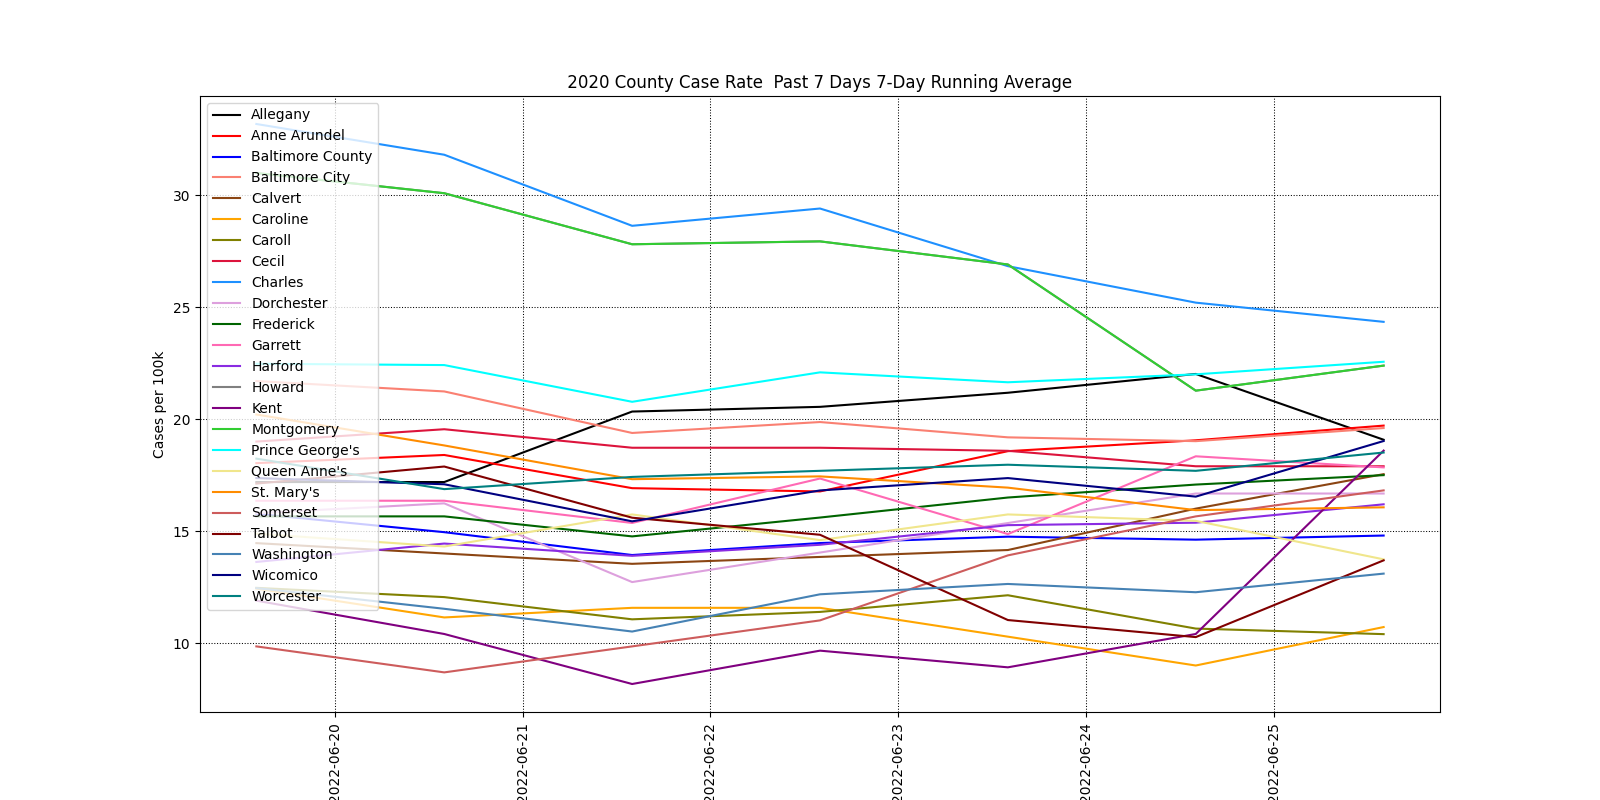 2020 County Case Rate  Past 7 Days 7-Day Running Average
Cases per 100k
30
25
20
15
10
Allegany
Anne Arundel
Baltimore County
Baltimore City
Calvert
Caroline
Caroll
Cecil
Charles
Dorchester
Frederick
Garrett
Harford
Howard
Kent
Montgomery
Prince George's
Queen Anne's
St. Mary's
Somerset
Talbot
Washington
Wicomico
Worcester
2022-06-20
2022-06-21
2022-06-22
2022-06-23
2022-06-24
2022-06-25